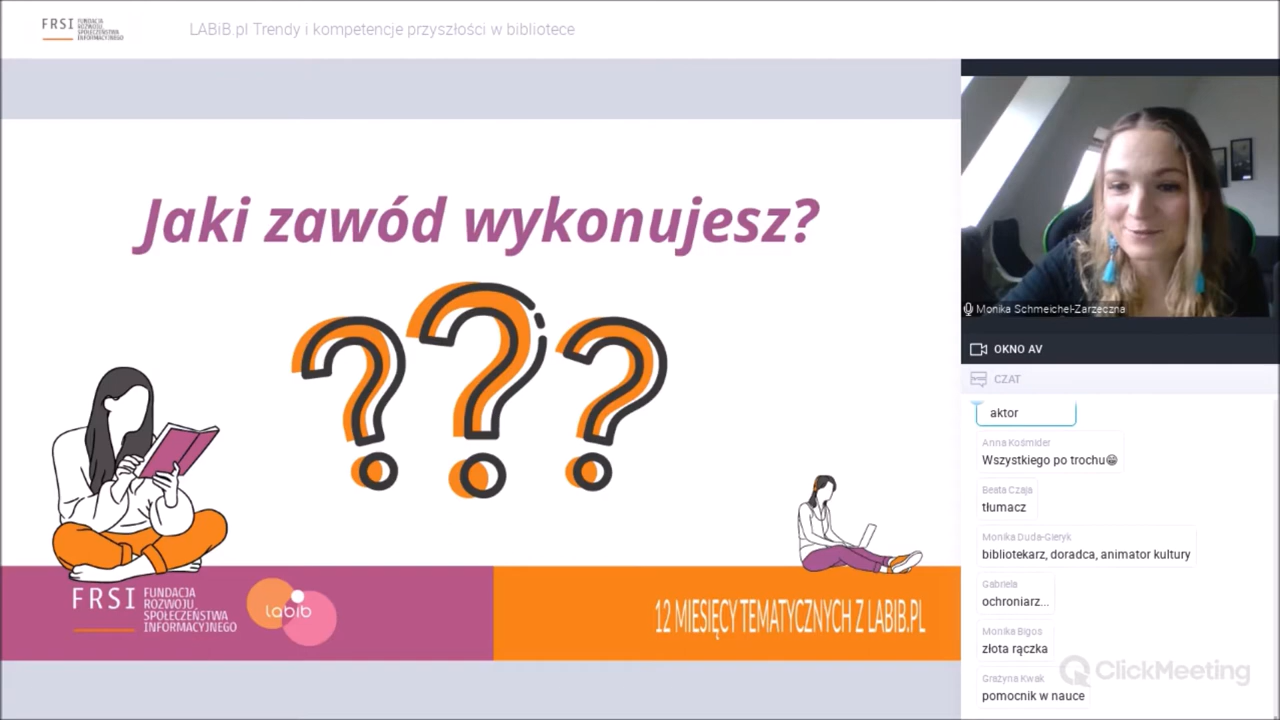 FRSI
FUNDACJA
ROZWOJU
SPOŁECZEŃSTWA
INFORMACYJNEGO
LABiB.pl Trendy i kompetencje przyszłości w bibliotece
Jaki zawód wykonujesz?
???
FRSI
FUNDACJA
ROZWOJU
SPOŁECZEŃSTWA
INFORMACYJNEGO
labib
12 MIESIĘCY TEMATYCZNYCH Z LABIB.PL
Monika Schmeichel-Zarzeczna
OKNO AV
CZAT
aktor
Anna Kośmider
Wszystkiego po trochu😁
Beata Czaja
tłumacz
Monika Duda-Gieryk
bibliotekarz, doradca, animator kultury
Gabriela
ochroniarz...
Monika Bigos
złota rączka
Grażyna Kwak
pomocnik w nauce
ClickMeeting